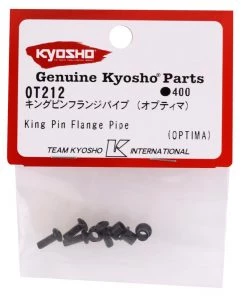 KYOSHO
Genuine Kyosho Parts
OT212
●400
キングピンフランジパイプ （オプティマ）
King Pin Flange Pipe
(OPTIMA)
TEAM KYOSHO K INTERNATIONAL